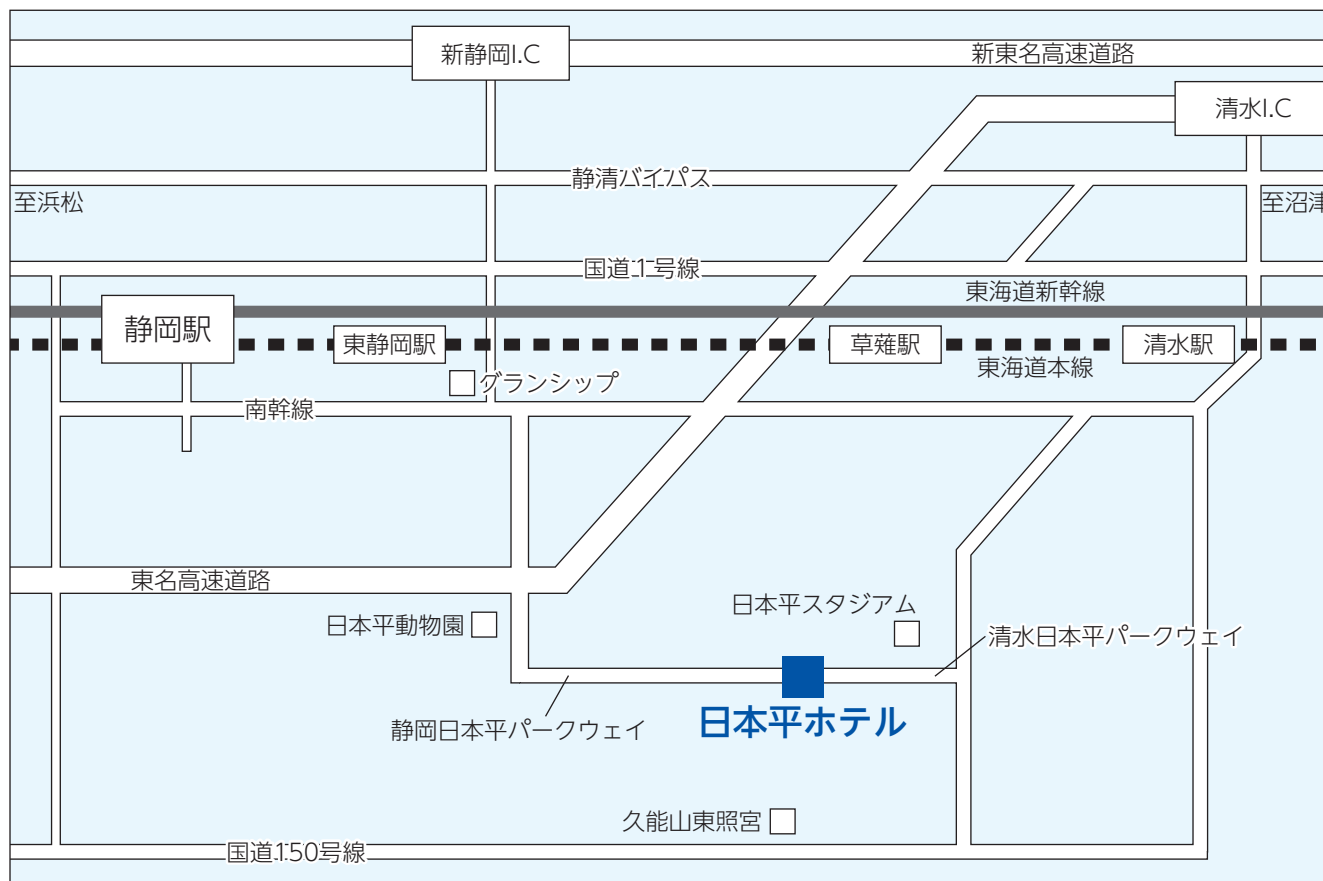 新静岡I.C
新東名高速道路
清水I.C
静清バイパス
至浜松
至沼津
国道1号線
東海道新幹線
静岡駅
東静岡駅
草薙駅
清水駅
東海道本線
グランシップ
南幹線
東名高速道路
日本平スタジアム
日本平動物園
清水日本平パークウェイ
静岡日本平パークウェイ
日本平ホテル
久能山東照宮
国道150号線